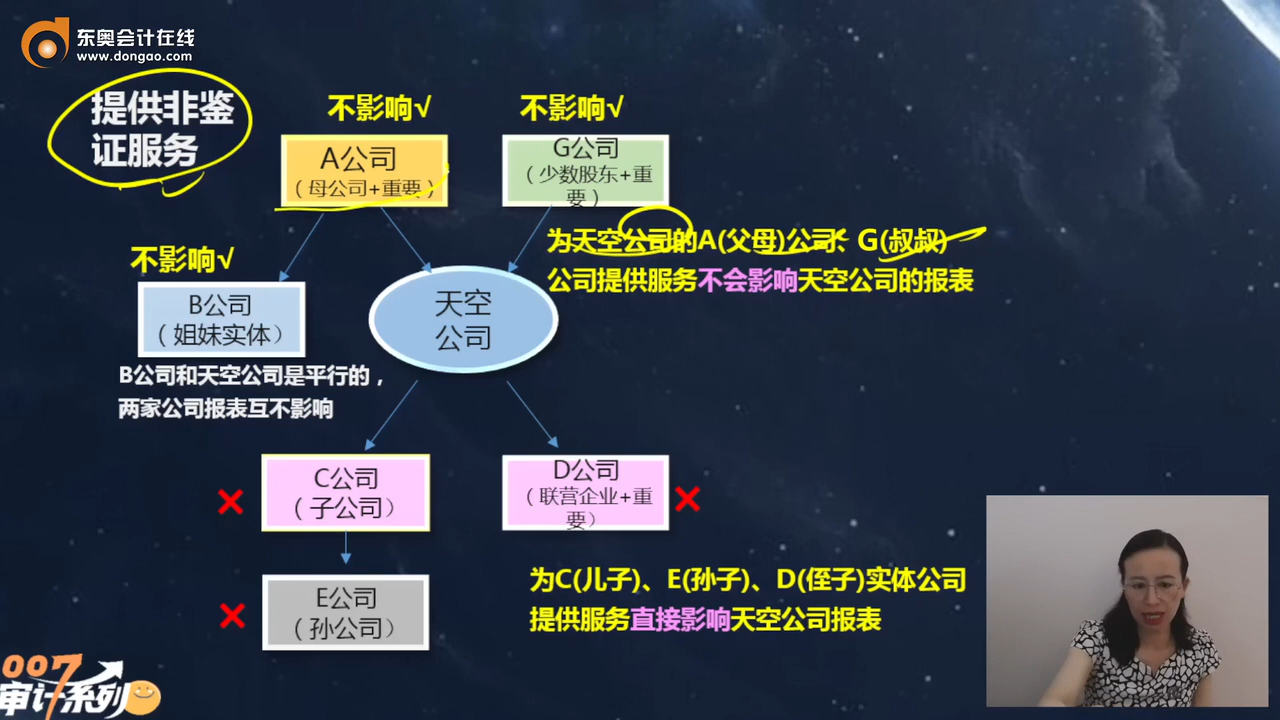 东奥会计在线
www.dongao.com
提供非鉴
证服务
不影响√
不影响√
A公司
（母公司+重要）
G公司
（少数股东+重
要）
为天空公司的A(父母)公司、G(叔叔)
公司提供服务不会影响天空公司的报表
不影响√
B公司
（姐妹实体）
天空
公司
B公司和天空公司是平行的，
两家公司报表互不影响
C公司
（子公司）
D公司
（联营企业+重
要）
E公司
（孙公司）
为C(儿子)、E(孙子)、D(侄子)实体公司
提供服务直接影响天空公司报表
007
审计系列